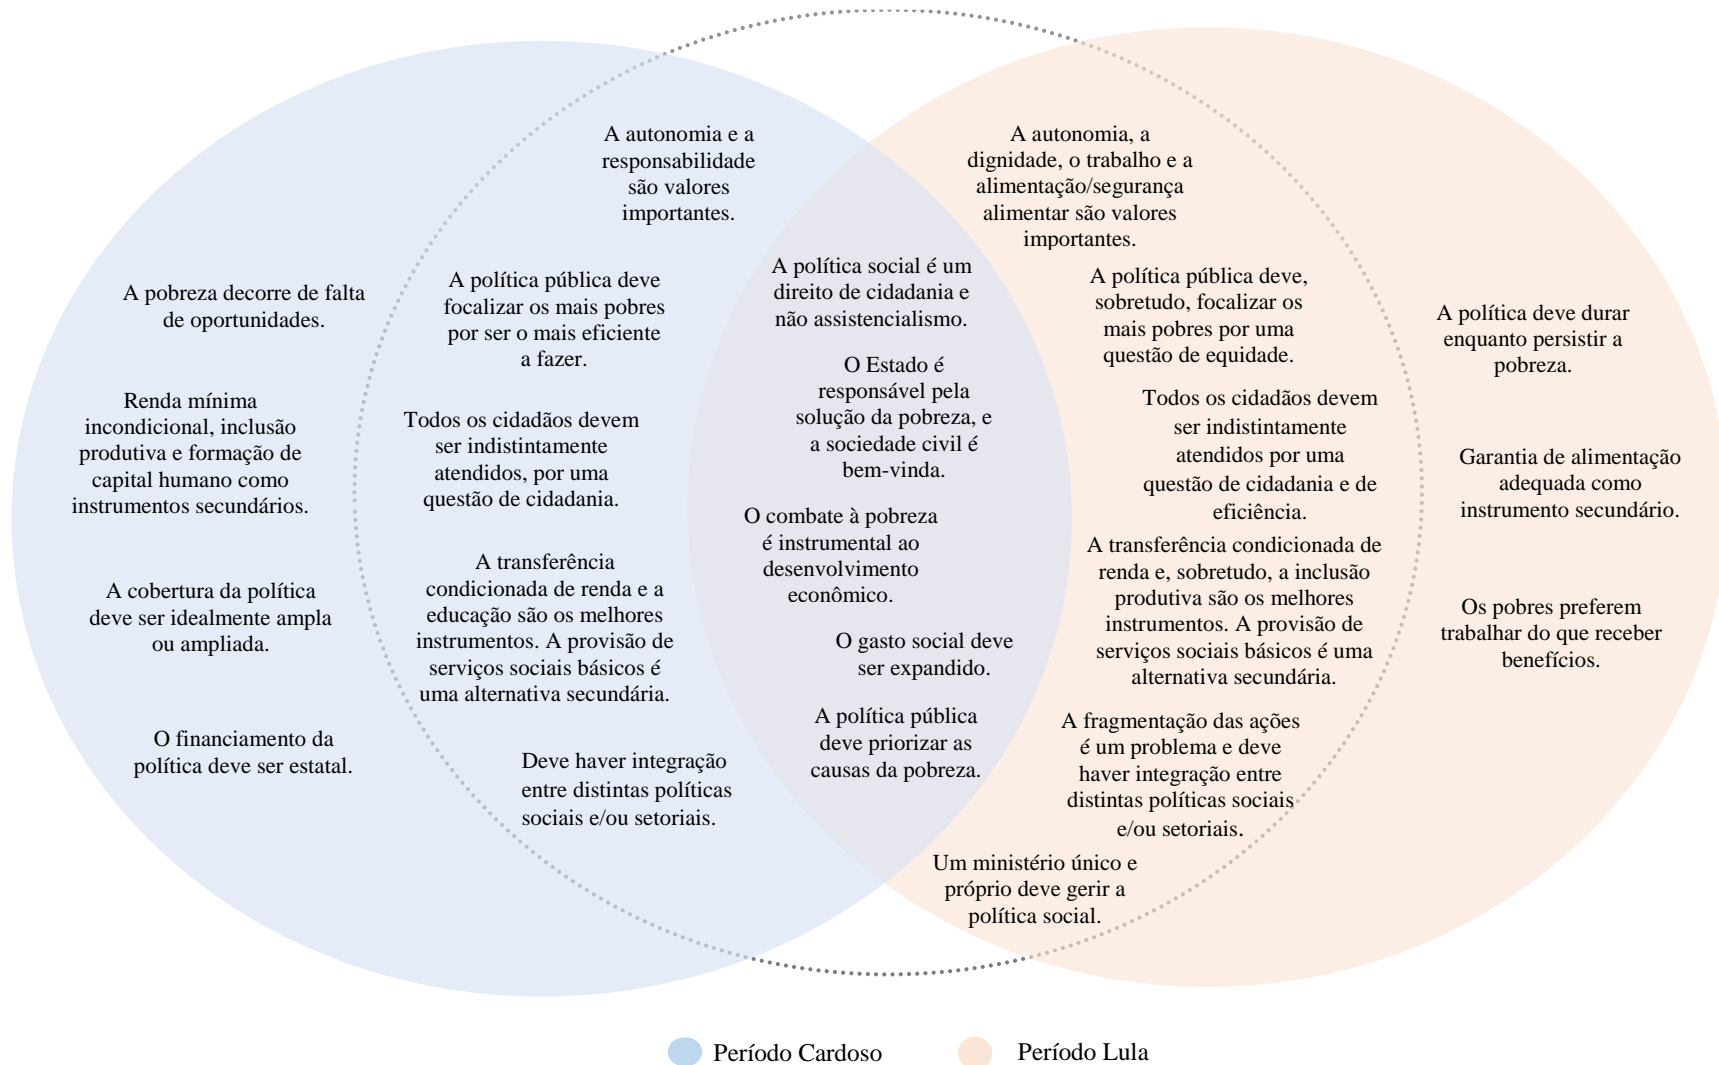 A autonomia e a
responsabilidade
são valores
importantes.
A autonomia, a
dignidade, o trabalho e a
alimentação/segurança
alimentar são valores
importantes.
A pobreza decorre de falta
de oportunidades.
A política pública deve
focalizar os mais pobres
por ser o mais eficiente
a fazer.
A política social é um
direito de cidadania e
não assistencialismo.
A política pública deve,
sobretudo, focalizar os
mais pobres por uma
questão de equidade.
A política deve durar
enquanto persistir a
pobreza.
Renda mínima
incondicional, inclusão
produtiva e formação de
capital humano como
instrumentos secundários.
Todos os cidadãos devem
ser indistintamente
atendidos, por uma
questão de cidadania.
O Estado é
responsável pela
solução da pobreza, e
a sociedade civil é
bem-vinda.
Todos os cidadãos devem
ser indistintamente
atendidos por uma
questão de cidadania e de
eficiência.
Garantia de alimentação
adequada como
instrumento secundário.
A cobertura da política
deve ser idealmente ampla
ou ampliada.
A transferência
condicionada de renda e a
educação são os melhores
instrumentos. A provisão de
serviços sociais básicos é
uma alternativa secundária.
O combate à pobreza
é instrumental ao
desenvolvimento
econômico.
O gasto social deve
ser expandido.
A transferência condicionada de
renda e, sobretudo, a inclusão
produtiva são os melhores
instrumentos. A provisão de
serviços sociais básicos é uma
alternativa secundária.
Os pobres preferem
trabalhar do que receber
benefícios.
O financiamento da
política deve ser estatal.
Deve haver integração
entre distintas políticas
sociais e/ou setoriais.
A política pública
deve priorizar as
causas da pobreza.
A fragmentação das ações
é um problema e deve
haver integração entre
distintas políticas sociais
e/ou setoriais.
Um ministério único e
próprio deve gerir a
política social.
Período Cardoso
Período Lula